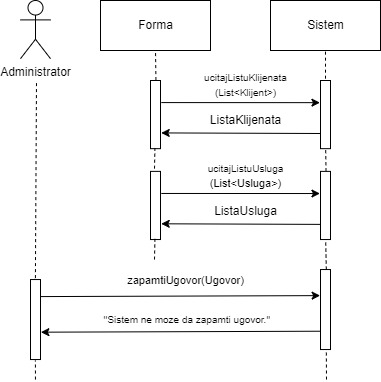 Forma
Sistem
Administrator
ucitajListuKlijenata
(List<Klijent>)
ListaKlijenata
ucitajListuUsluga
(List<Usluga>)
ListaUsluga
zapamtiUgovor(Ugovor)
"Sistem ne moze da zapamti ugovor."